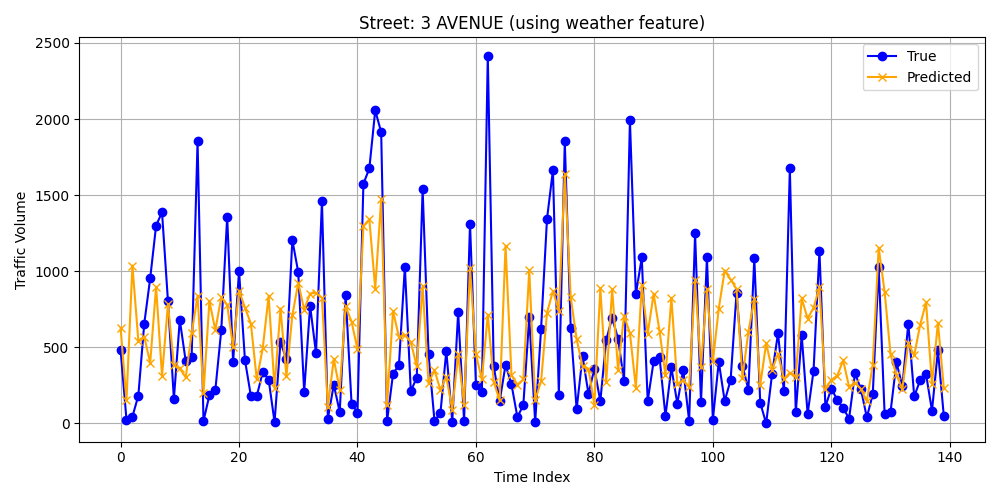 Street: 3 AVENUE (using weather feature)
True
Predicted
Traffic Volume
2500
2000
1500
1000
500
0
0 20 40 60 80 100 120 140
Time Index